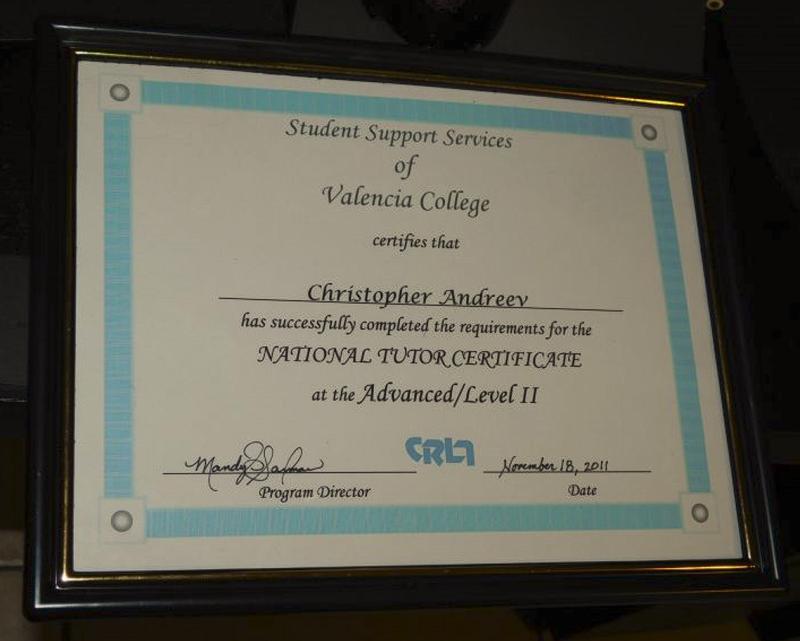 Student Support Services
of
Valencia College
certifies that
Christopher Andreev
has successfully completed the requirements for the
NATIONAL TUTOR CERTIFICATE
at the Advanced/Level II
Mandy
CRLA
November 18, 2011
Program Director
Date